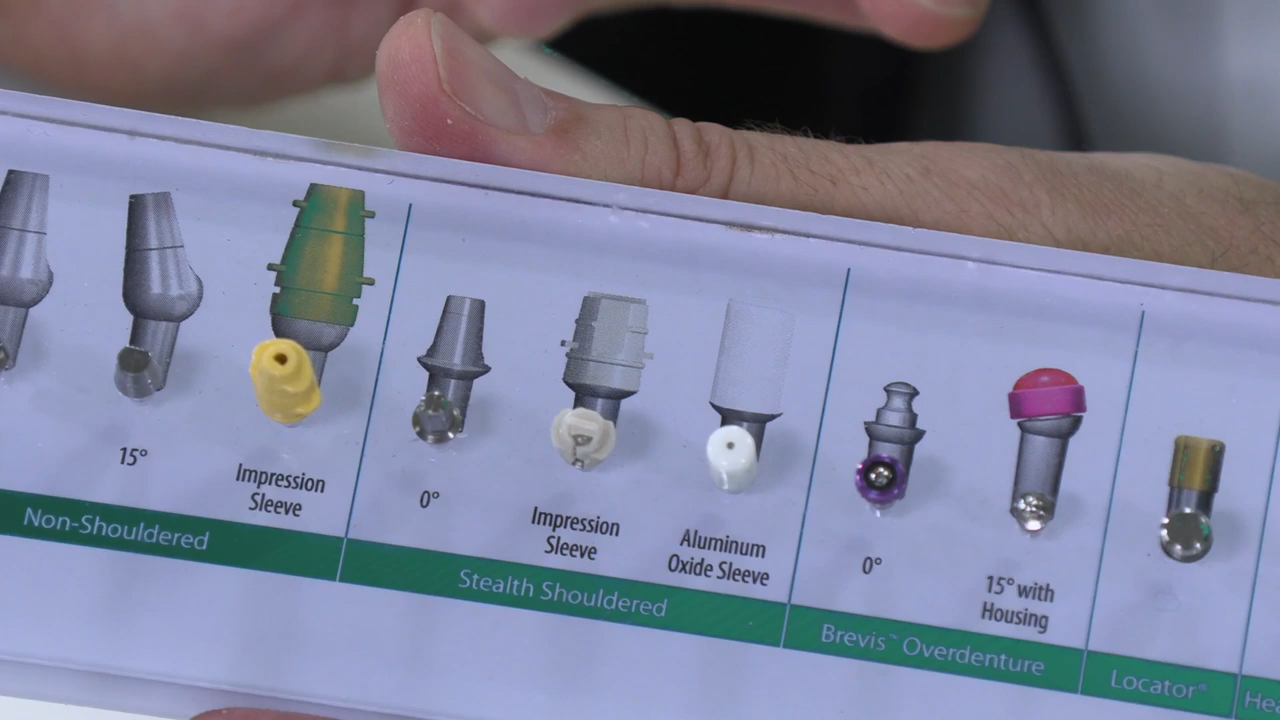 15°
Impression
Sleeve
Non-Shouldered
0°
Impression
Sleeve
Aluminum
Oxide Sleeve
Stealth Shouldered
0°
15° with
Housing
Brevis™ Overdenture
Locator®